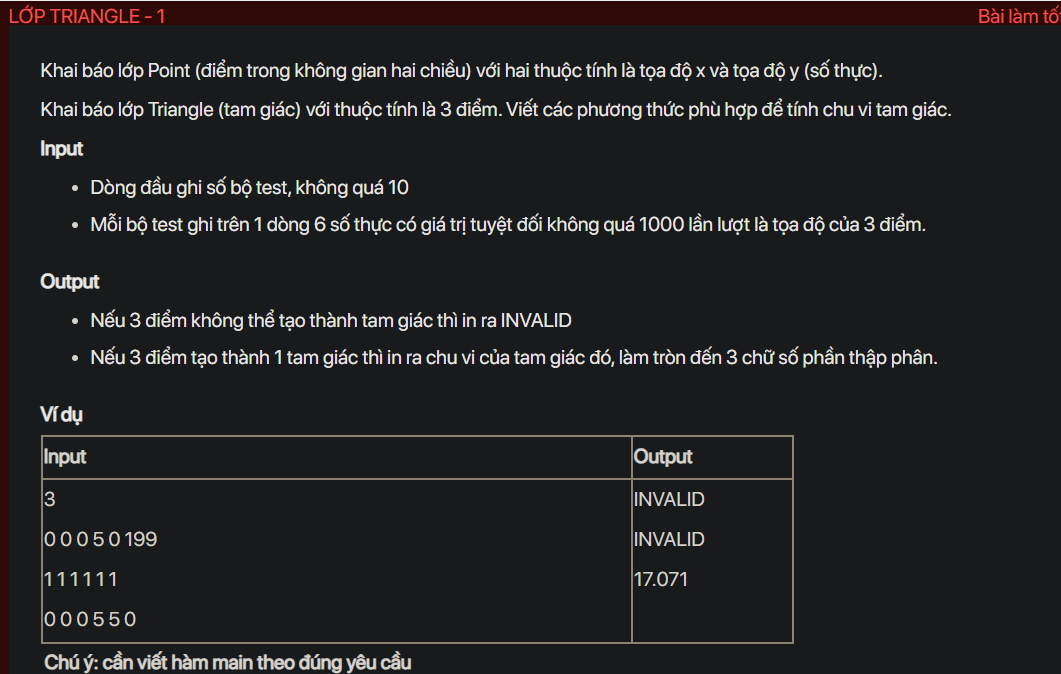 LỚP TRIANGLE - 1
Bài làm tố
Khai báo lớp Point (điểm trong không gian hai chiều) với hai thuộc tính là tọa độ x và tọa độ y (số thực).
Khai báo lớp Triangle (tam giác) với thuộc tính là 3 điểm. Viết các phương thức phù hợp để tính chu vi tam giác.
Input
• Dòng đầu ghi số bộ test, không quá 10
• Mỗi bộ test ghi trên 1 dòng 6 số thực có giá trị tuyệt đối không quá 1000 lần lượt là tọa độ của 3 điểm.
Output
• Nếu 3 điểm không thể tạo thành tam giác thì in ra INVALID
• Nếu 3 điểm tạo thành 1 tam giác thì in ra chu vi của tam giác đó, làm tròn đến 3 chữ số phần thập phân.
Ví dụ
Input Output
3 INVALID
0 0 0 5 0 199 INVALID
1 1 1 1 1 1 17.071
0 0 0 5 5 0
Chú ý: cần viết hàm main theo đúng yêu cầu